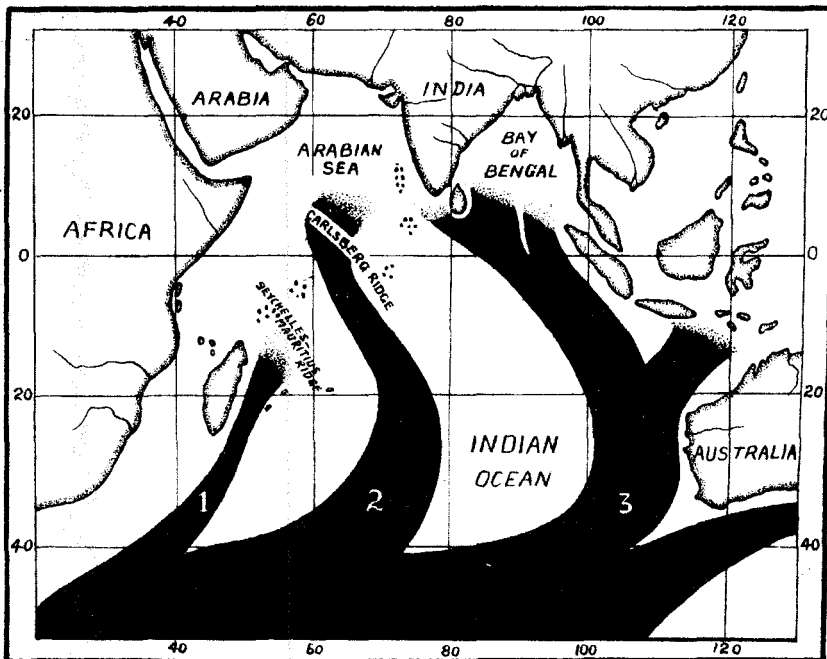 40 60 80 100 120
20 20
ARABIA
INDIA
ARABIAN
SEA
BAY
OF
BENGAL
AFRICA
CARLSBERG RIDGE
0 0
SEYCHELLES-
MAURITIUS
RIDGE
20 20
INDIAN
OCEAN
AUSTRALIA
1 2 3
40 40
40 60 80 100 120